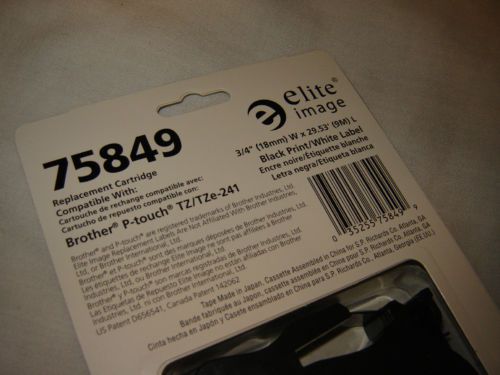 elite
image®
75849
Replacement Cartridge
Compatible With:
Cartouche de rechange compatible avec:
Cartucho de repuesto compatible con:
Brother® P-touch® TZ/TZe-241
3/4" (18mm) W x 29.53' (9M) L
Black Print/White Label
Encre noire/Étiquette blanche
Letra negra/Etiqueta blanca
0 35255 75849 9
Brother® and P-touch® are registered trademarks of Brother Industries, Ltd.
Elite Image Replacement Labels Are Not Affiliated With Brother Industries,
Ltd. or Brother International Ltd.
Brother® et P-touch® sont des marques déposées de Brother Industries, Ltd.
Les étiquettes de rechange Elite image ne sont pas affiliés à Brother
Industries, Ltd. ni à Brother International Ltd.
Brother® y P-touch® son marcas registradas de Brother Industries, Ltd.
Las Etiquetas de Repuesto Elite Image no están afiliadas a Brother
Industries, Ltd. ni con Brother International Ltd.
US Patent D656541, Canada Patent 142062
Tape Made in Japan, Cassette Assembled in China for S.P. Richards Co. Atlanta, GA
Bande fabriquée au Japon, cassette assemblée en Chine pour S.P. Richards Co. Atlanta, GA
Cinta hecha en Japón y Casete ensamblado en China para S.P. Richards Co., Atlanta, Georgia (EE.UU.)